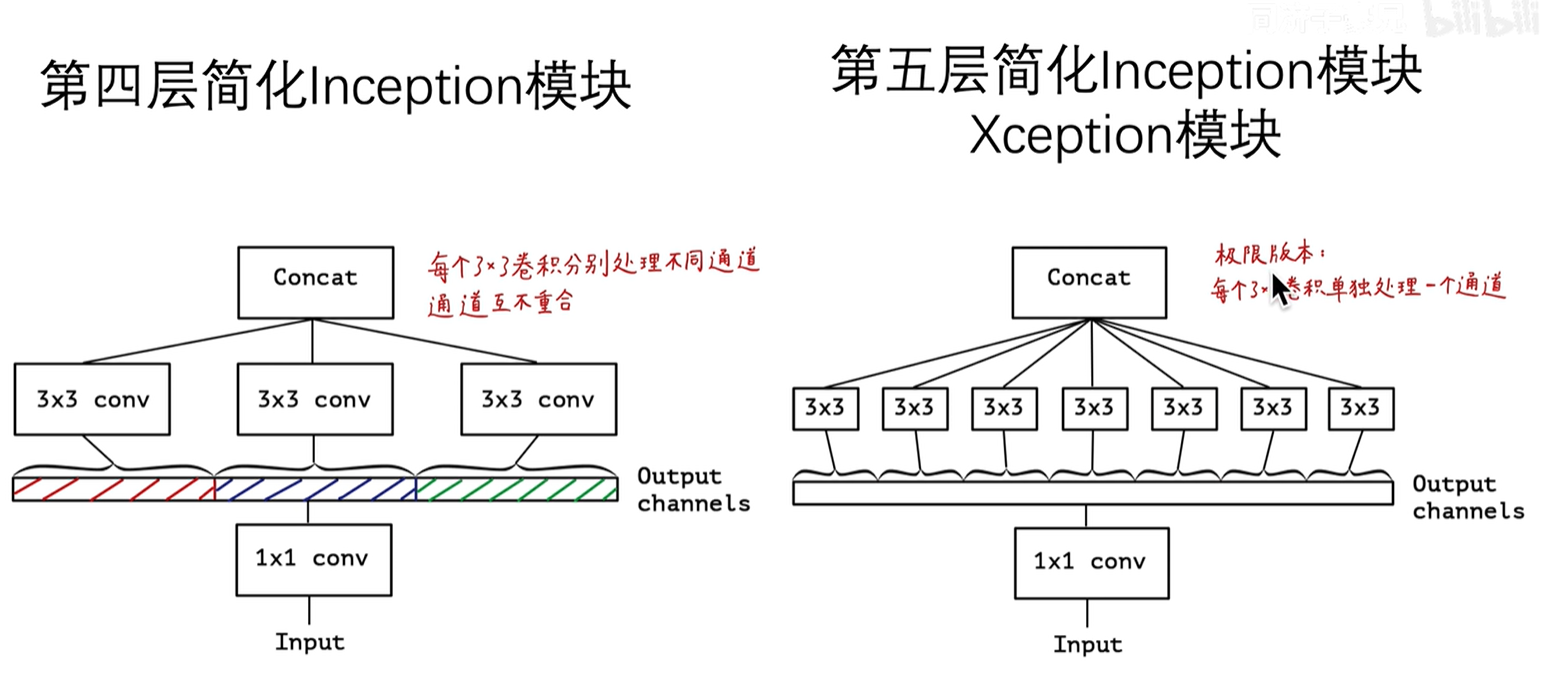 bilibili
第四层简化Inception模块
第五层简化Inception模块
Xception模块
Concat
每个3×3卷积分别处理不同通道
通道互不重合
3x3 conv
3x3 conv
3x3 conv
Output
channels
1x1 conv
Input
Concat
极限版本：
每个3×卷积单独处理一个通道
3x3
3x3
3x3
3x3
3x3
3x3
3x3
Output
channels
1x1 conv
Input